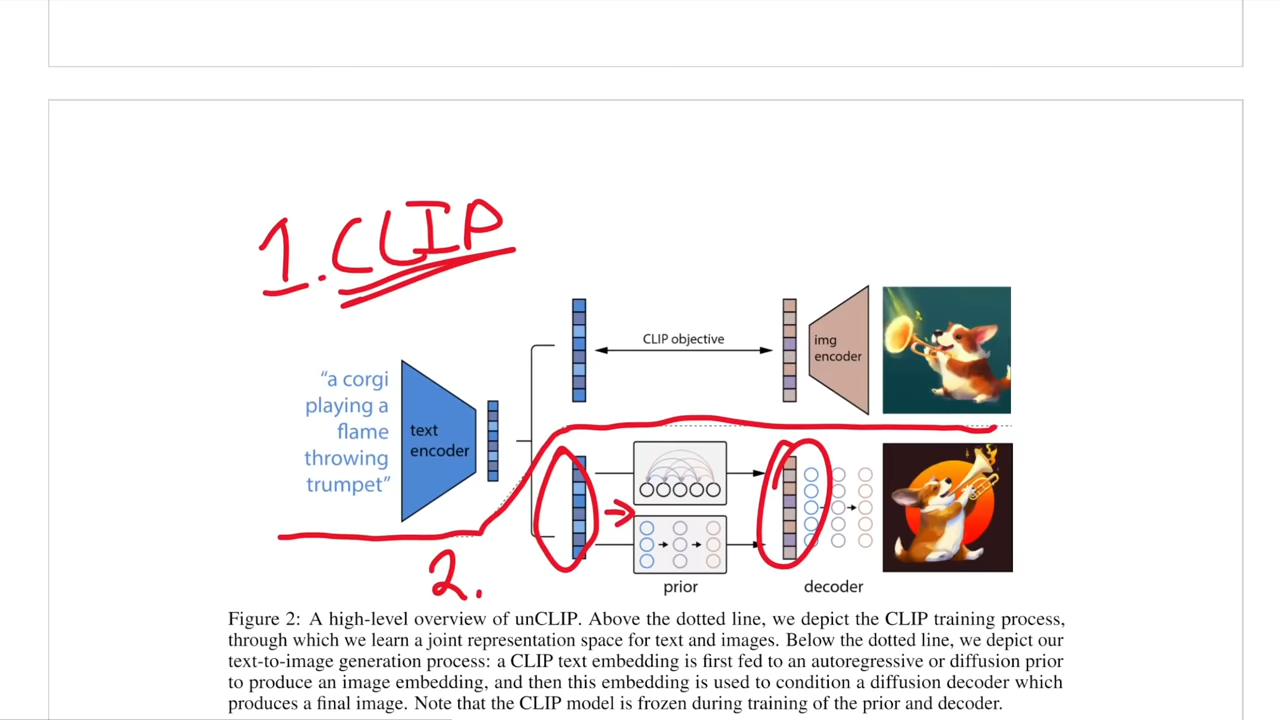 1. CLIP
CLIP objective
img
encoder
"a corgi
playing a
flame
throwing
trumpet"
text
encoder
2.
prior
decoder
Figure 2: A high-level overview of unCLIP. Above the dotted line, we depict the CLIP training process,
through which we learn a joint representation space for text and images. Below the dotted line, we depict our
text-to-image generation process: a CLIP text embedding is first fed to an autoregressive or diffusion prior
to produce an image embedding, and then this embedding is used to condition a diffusion decoder which
produces a final image. Note that the CLIP model is frozen during training of the prior and decoder.